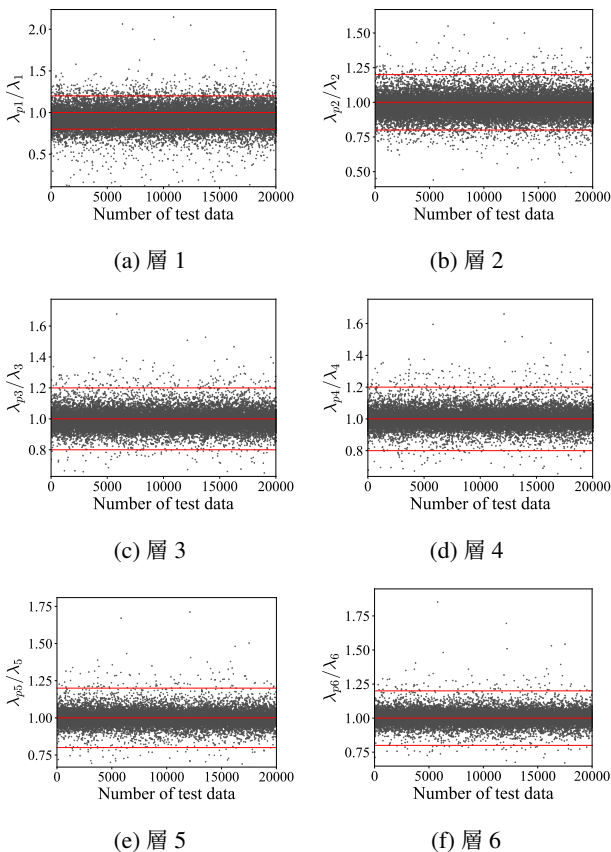 2.0
1.5
1.0
0.5
λp1/λ1
0 5000 10000 15000 20000
Number of test data
(a) 層 1
1.50
1.25
1.00
0.75
0.50
λp2/λ2
0 5000 10000 15000 20000
Number of test data
(b) 層 2
1.6
1.4
1.2
1.0
0.8
λp3/λ3
0 5000 10000 15000 20000
Number of test data
(c) 層 3
1.6
1.4
1.2
1.0
0.8
λp4/λ4
0 5000 10000 15000 20000
Number of test data
(d) 層 4
1.75
1.50
1.25
1.00
0.75
λp5/λ5
0 5000 10000 15000 20000
Number of test data
(e) 層 5
1.75
1.50
1.25
1.00
0.75
λp6/λ6
0 5000 10000 15000 20000
Number of test data
(f) 層 6